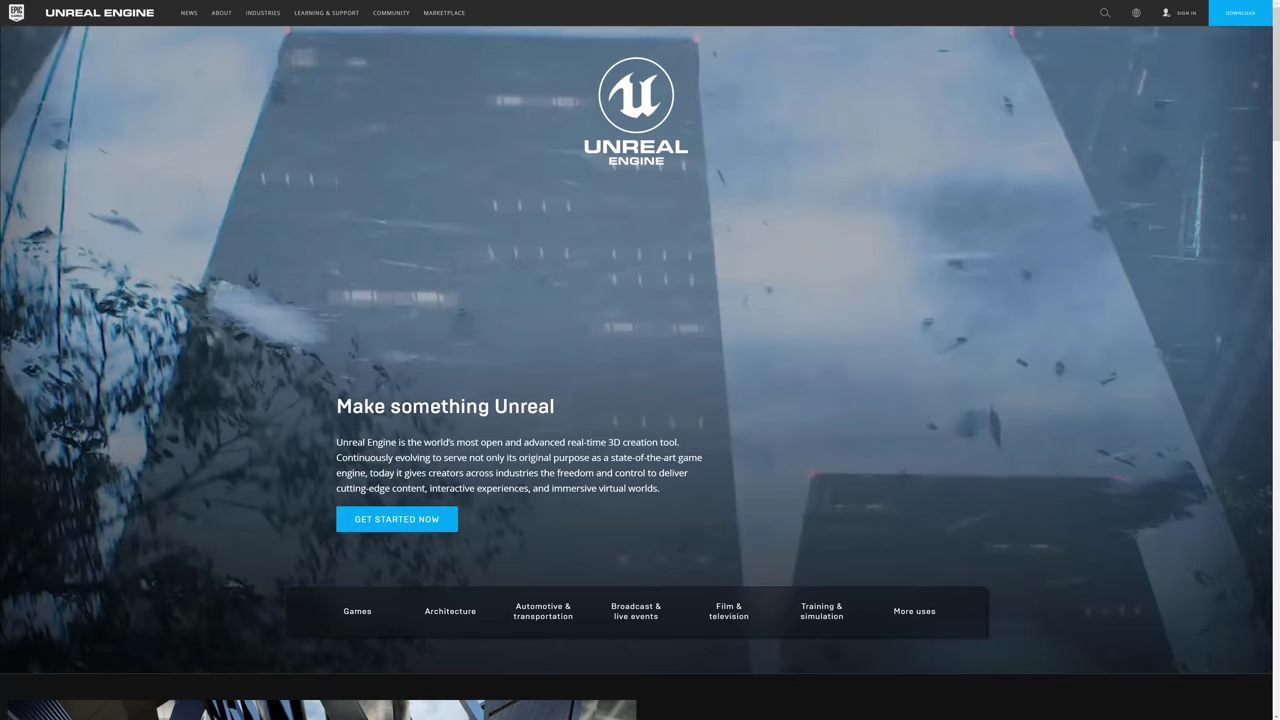 EPIC
GAMES
UNREAL ENGINE
NEWS
ABOUT
INDUSTRIES
LEARNING & SUPPORT
COMMUNITY
MARKETPLACE
SIGN IN
DOWNLOAD
UNREAL
ENGINE
Make something Unreal
Unreal Engine is the world's most open and advanced real-time 3D creation tool.
Continuously evolving to serve not only its original purpose as a state-of-the-art game
engine, today it gives creators across industries the freedom and control to deliver
cutting-edge content, interactive experiences, and immersive virtual worlds.
GET STARTED NOW
Games
Architecture
Automotive &
transportation
Broadcast &
live events
Film &
television
Training &
simulation
More uses